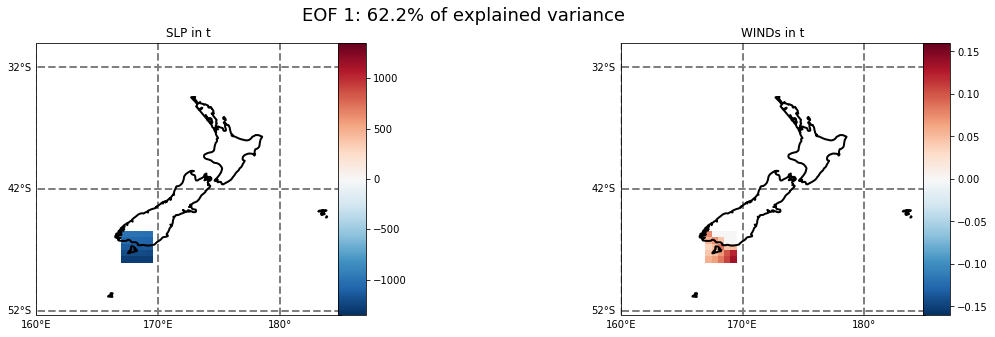 EOF 1: 62.2% of explained variance
SLP in t
WINDs in t
32°S
42°S
52°S
160°E
170°E
180°
1000
500
0
−500
−1000
32°S
42°S
52°S
160°E
170°E
180°
0.15
0.10
0.05
0.00
−0.05
−0.10
−0.15